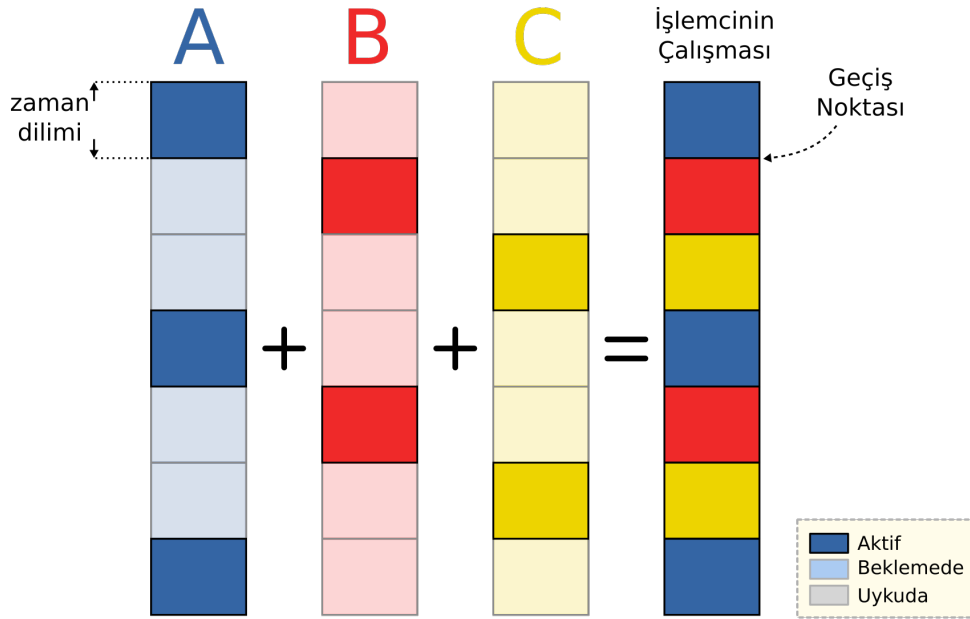 A
B
C
İşlemcinin
Çalışması
zaman
dilimi
Geçiş
Noktası
+
+
=
Aktif
Beklemede
Uykuda